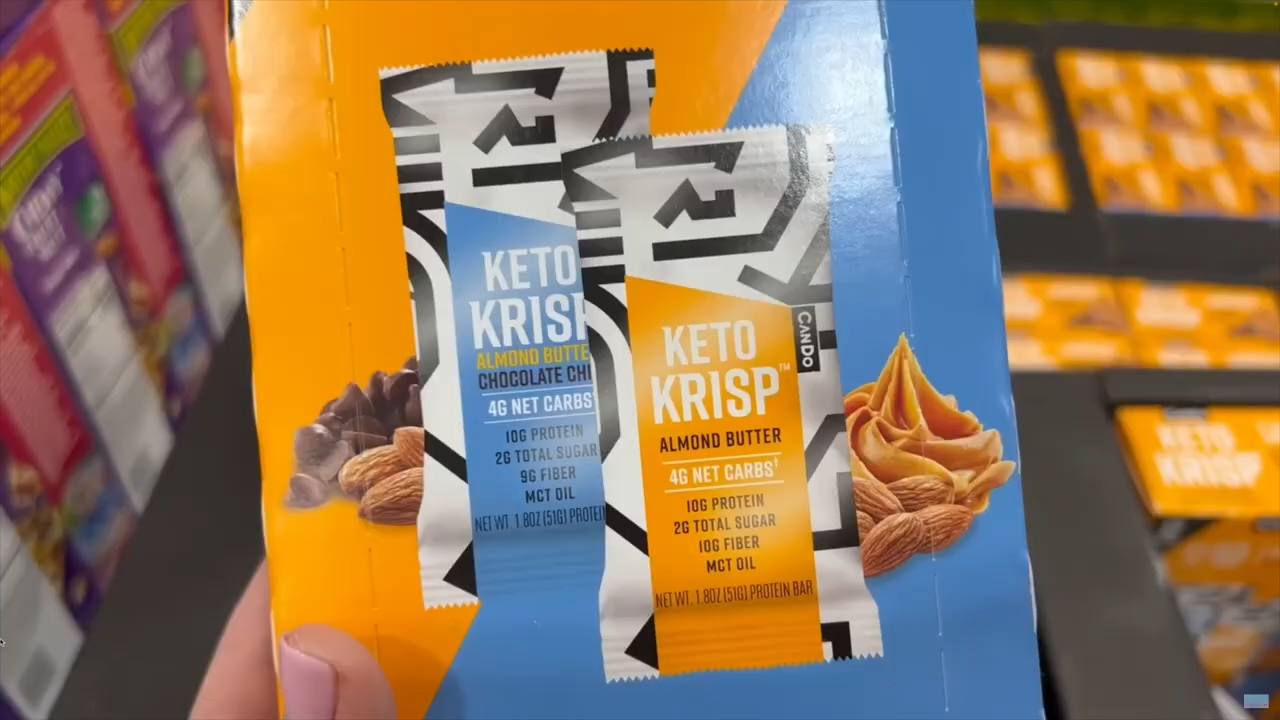 KETO
KRISP
ALMOND BUTTE
CHOCOLATE CHI
4G NET CARBS
10G PROTEIN
2G TOTAL SUGAR
9G FIBER
MCT OIL
NET WT. 1.8OZ (51G) PROTEIN
CANDO
KETO
KRISP™
ALMOND BUTTER
4G NET CARBS†
10G PROTEIN
2G TOTAL SUGAR
10G FIBER
MCT OIL
NET WT. 1.8OZ (51G) PROTEIN BAR
KETO
KRISP